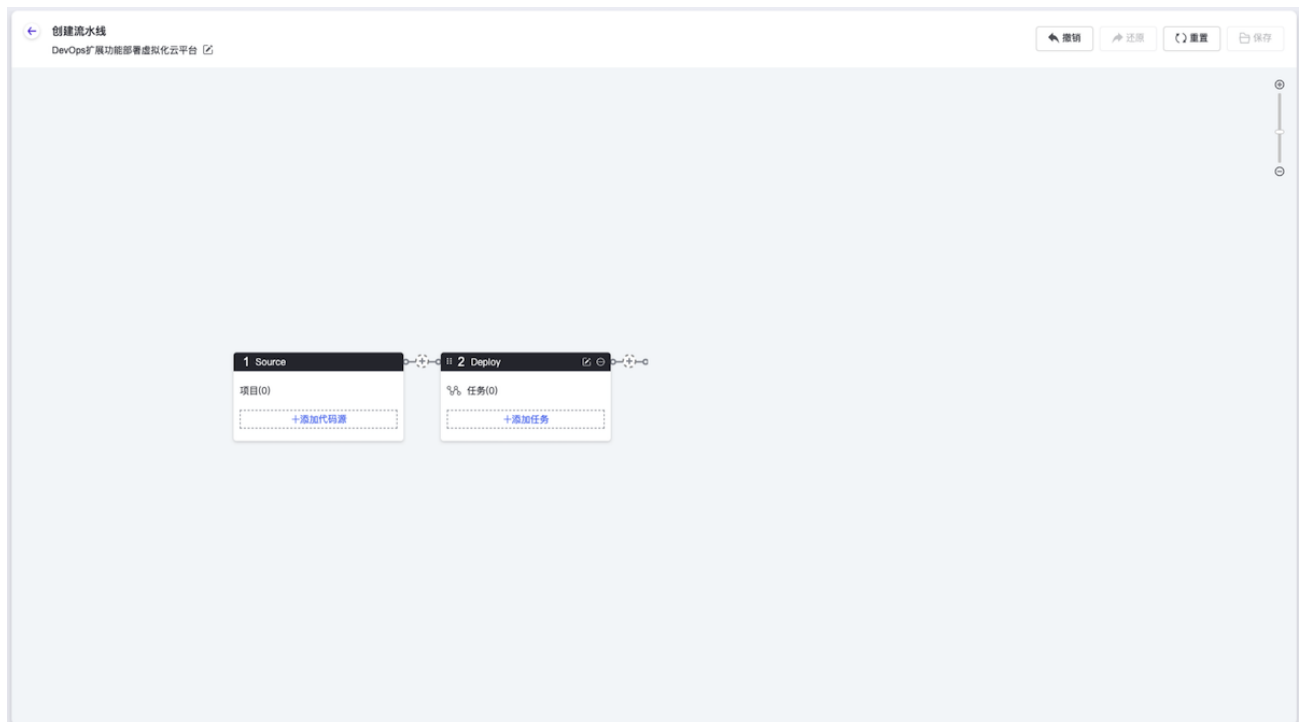 创建流水线
DevOps扩展功能部署虚拟化云平台
撤销 还原 重置 保存
1 Source
2 Deploy
项目(0)
任务(0)
+添加代码源
+添加任务